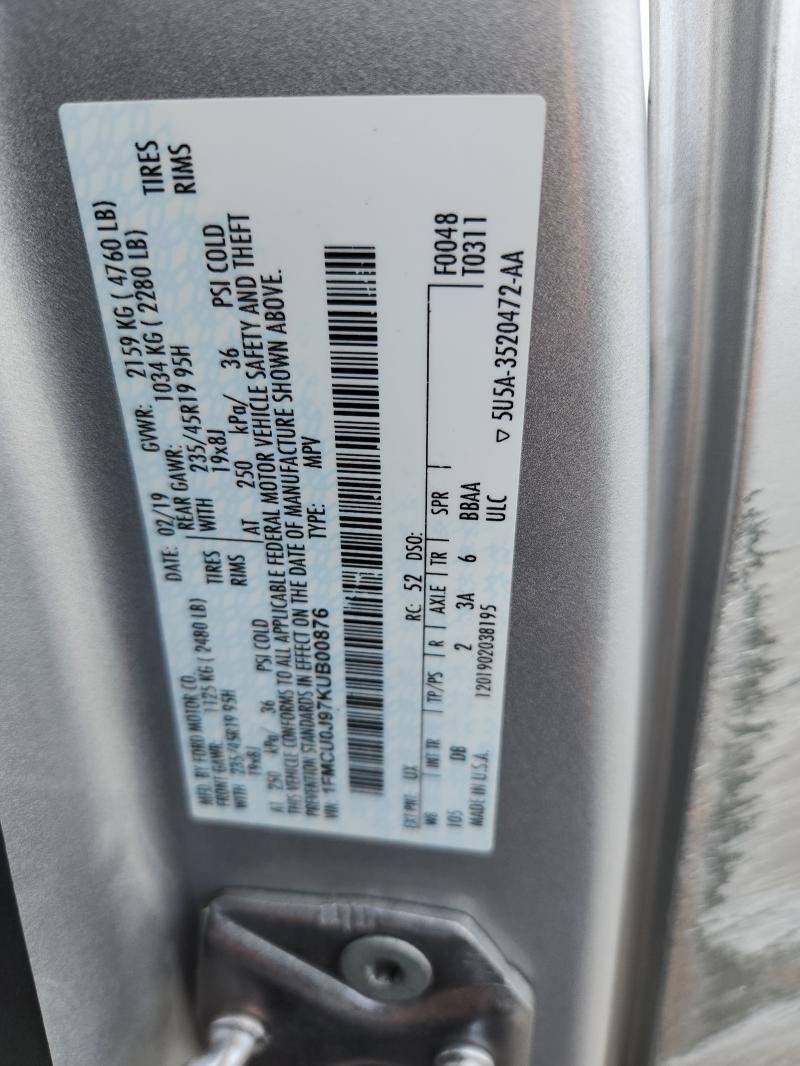 MFD. BY FORD MOTOR CO.
DATE: 02/19 GVWR: 2159 KG ( 4760 LB)
FRONT GAWR: 1125 KG ( 2480 LB) REAR GAWR: 1034 KG ( 2280 LB)
WITH 235/45R19 95H TIRES WITH 235/45R19 95H TIRES
19x8J RIMS 19x8J RIMS
AT 250 kPa/ 36 PSI COLD AT 250 kPa/ 36 PSI COLD
THIS VEHICLE CONFORMS TO ALL APPLICABLE FEDERAL MOTOR VEHICLE SAFETY AND THEFT
PREVENTION STANDARDS IN EFFECT ON THE DATE OF MANUFACTURE SHOWN ABOVE.
VIN: 1FMCU0J97KUB00876 TYPE: MPV
EXT PNT: UX RC: 52 DSO:
WB INT TR TP/PS R AXLE TR SPR F0048
105 DB 2 3A 6 BBAA T0311
MADE IN U.S.A. 1201902038195 ULC
▽ 5U5A-3520472-AA